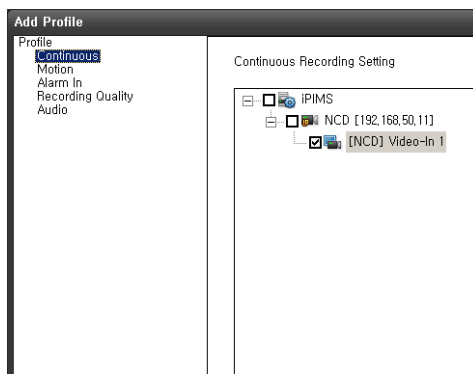 Add Profile
Profile
Continuous
Motion
Alarm In
Recording Quality
Audio
Continuous Recording Setting
iPIMS
NCD [192,168,50,11]
[NCD] Video-In 1